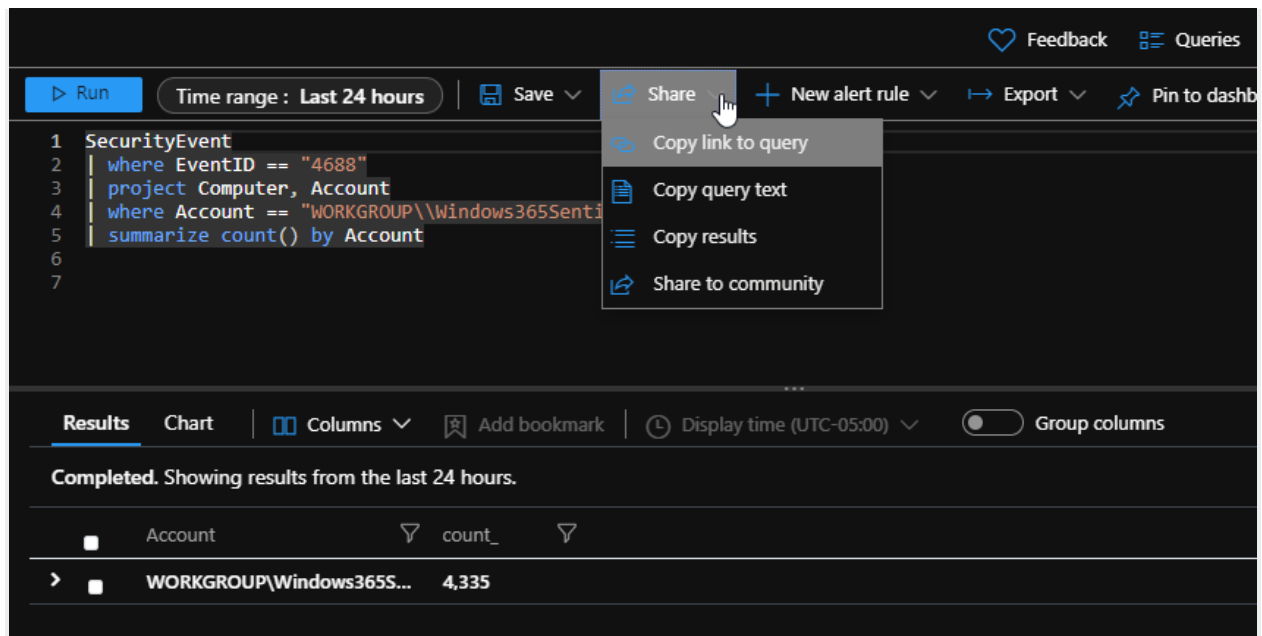 Feedback Queries
Run Time range : Last 24 hours Save Share New alert rule Export Pin to dashb
1 SecurityEvent
2 | where EventID == "4688"
3 | project Computer, Account
4 | where Account == "WORKGROUP\\Windows365Senti
5 | summarize count() by Account
6
7
Copy link to query
Copy query text
Copy results
Share to community
Results Chart Columns Add bookmark Display time (UTC-05:00) Group columns
Completed. Showing results from the last 24 hours.
Account count_
WORKGROUP\Windows365S... 4,335